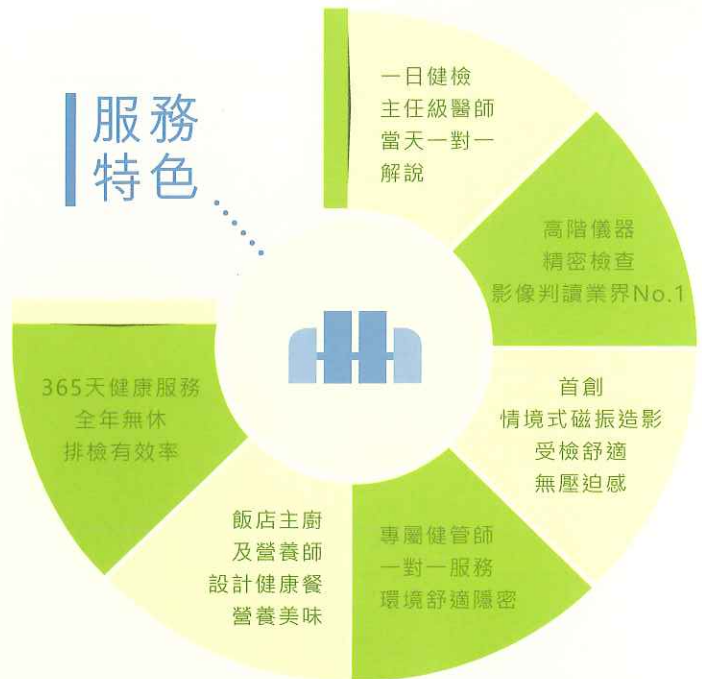 服務
特色
一日健檢
主任級醫師
當天一對一
解說
高階儀器
精密檢查
影像判讀業界No.1
首創
情境式磁振造影
受檢舒適
無壓迫感
專屬健管師
一對一服務
環境舒適隱密
飯店主廚
及營養師
設計健康餐
營養美味
365天健康服務
全年無休
排檢有效率